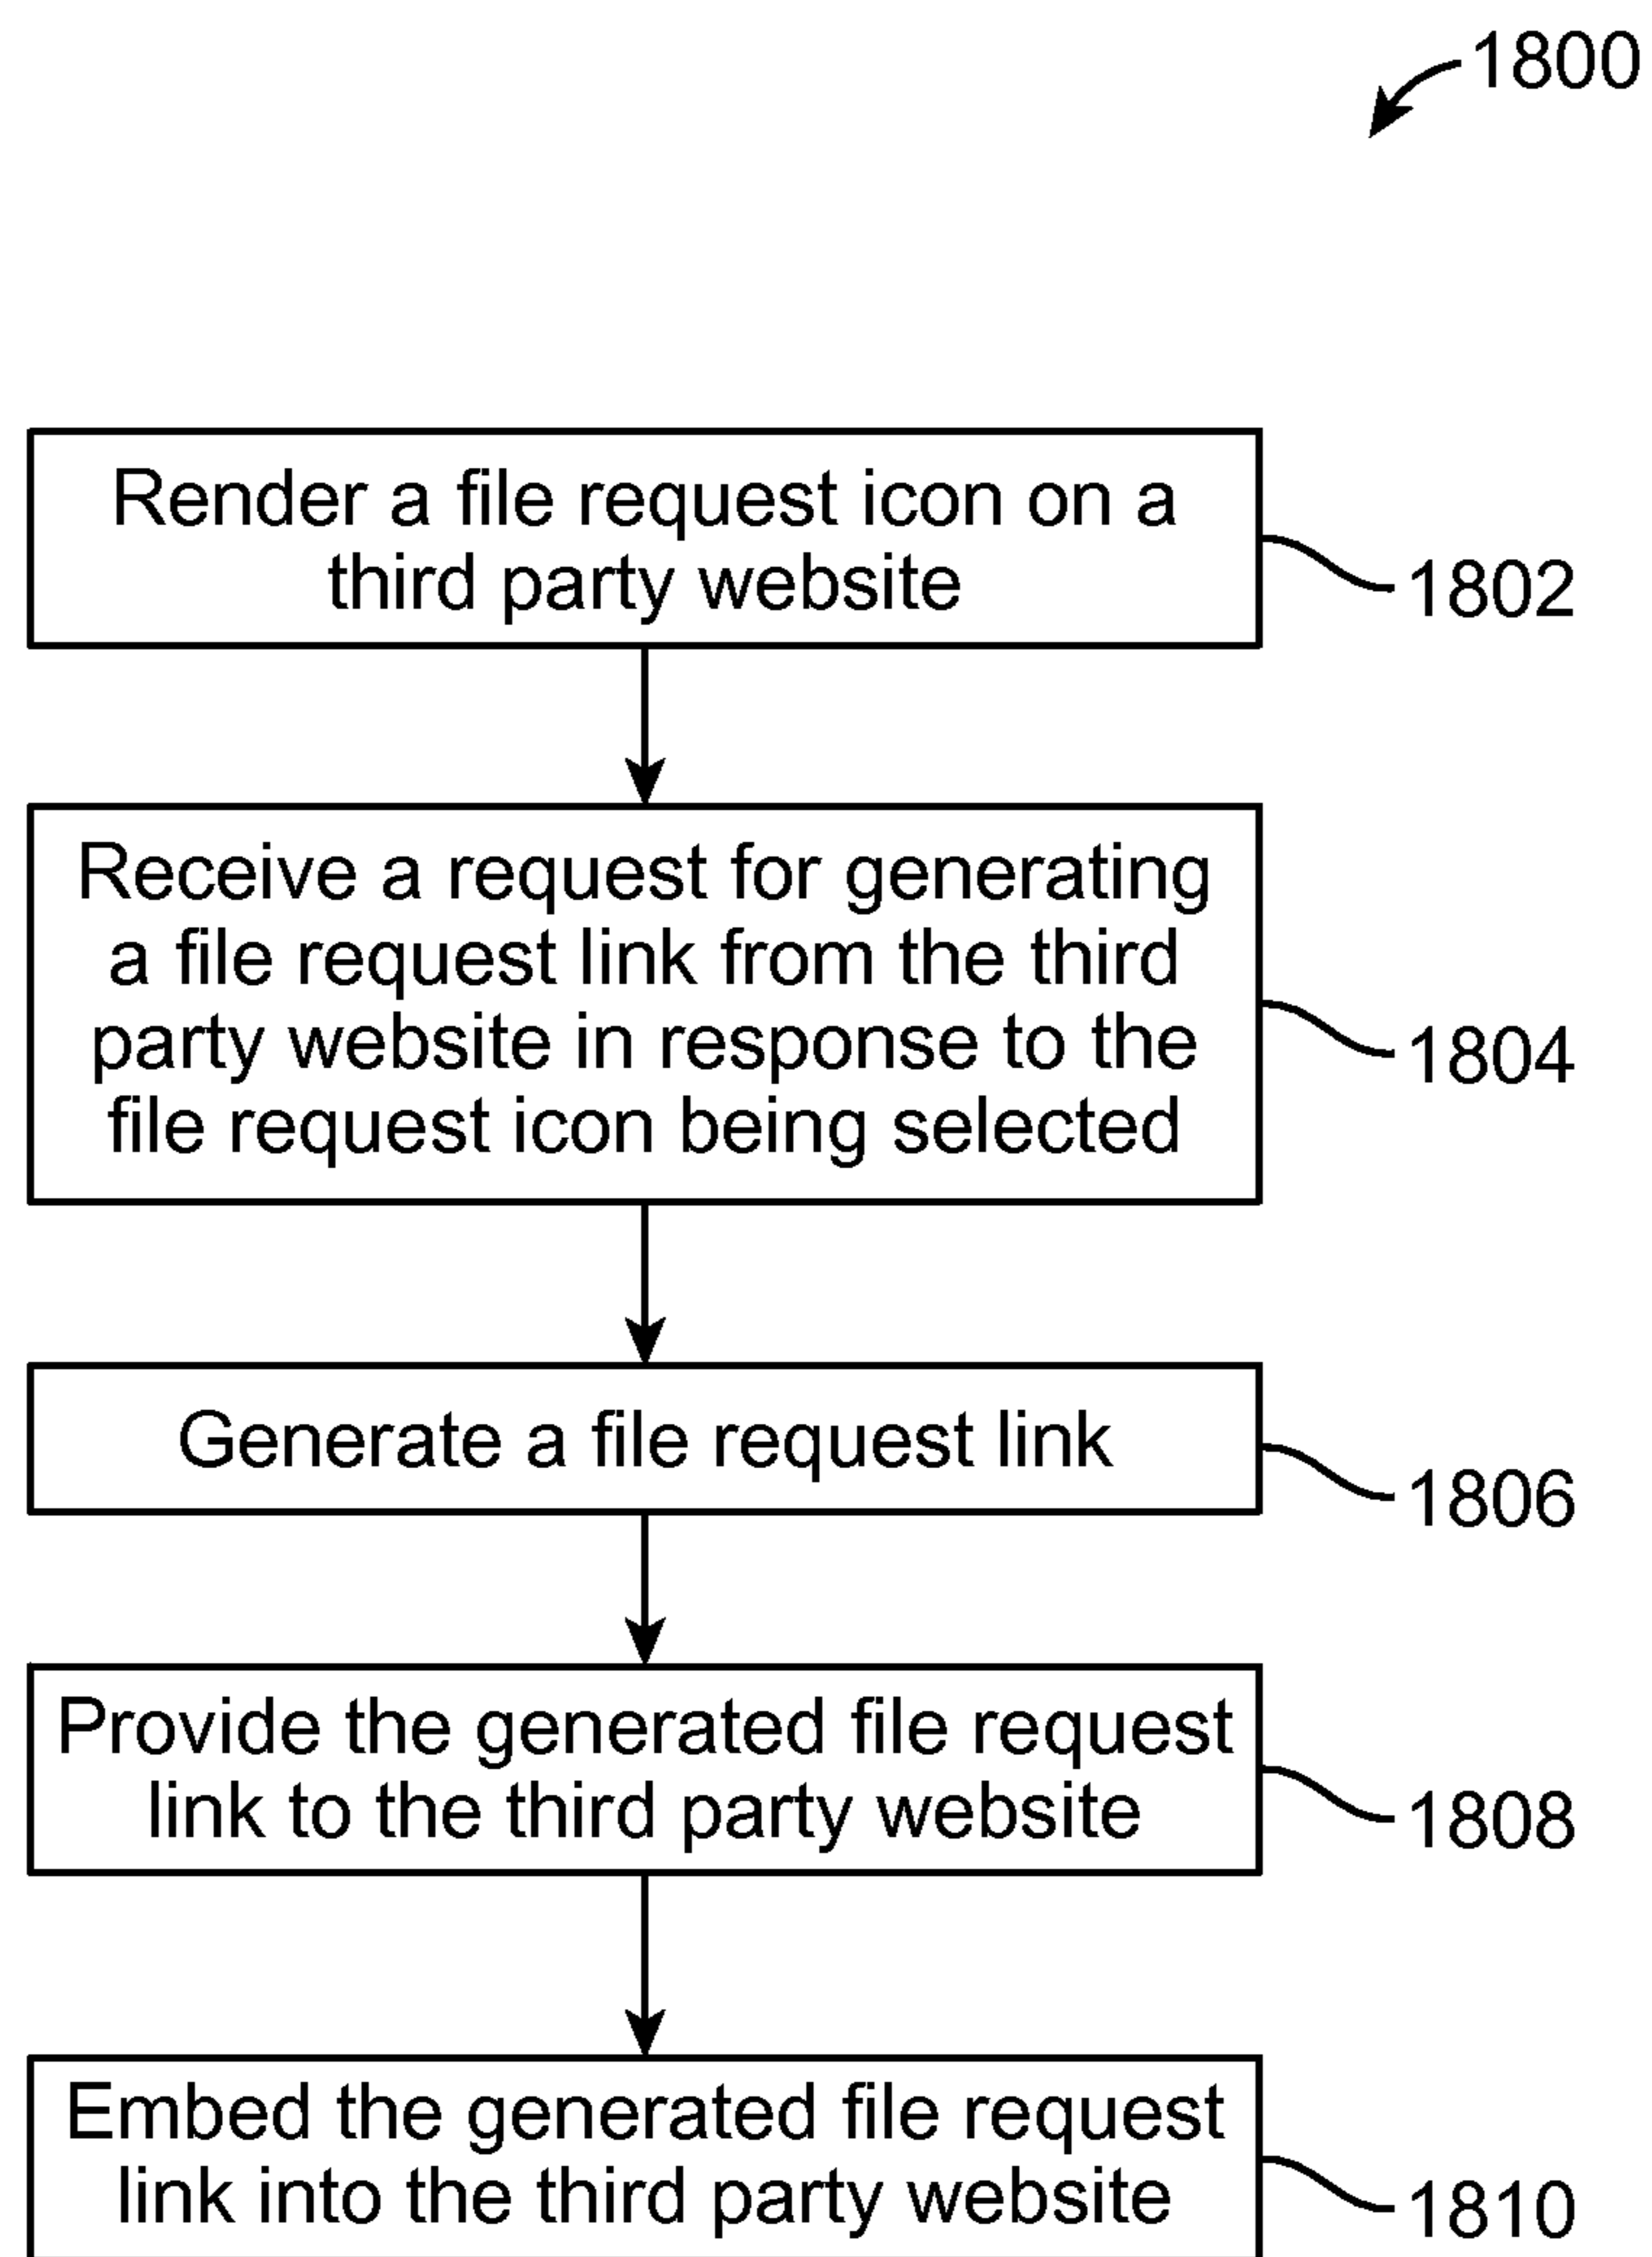 1800
Render a file request icon on a
third party website
1802
Receive a request for generating
a file request link from the third
party website in response to the
file request icon being selected
1804
Generate a file request link
1806
Provide the generated file request
link to the third party website
1808
Embed the generated file request
link into the third party website
1810